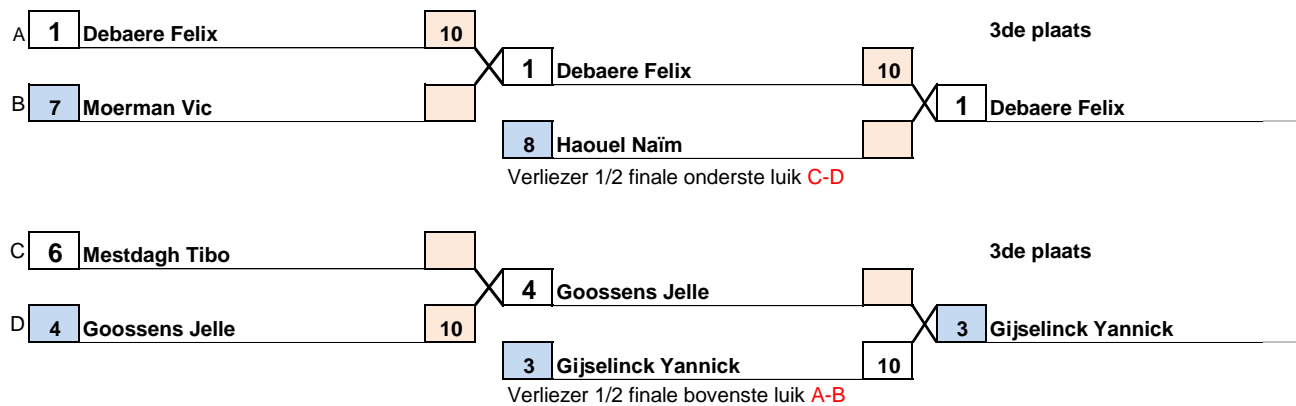 A 1 Debaere Felix 10 3de plaats
1 Debaere Felix 10
B 7 Moerman Vic 1 Debaere Felix
8 Haouel Naïm
Verliezer 1/2 finale onderste luik C-D
C 6 Mestdagh Tibo 3de plaats
4 Goossens Jelle
D 4 Goossens Jelle 10 3 Gijselinck Yannick
3 Gijselinck Yannick 10
Verliezer 1/2 finale bovenste luik A-B